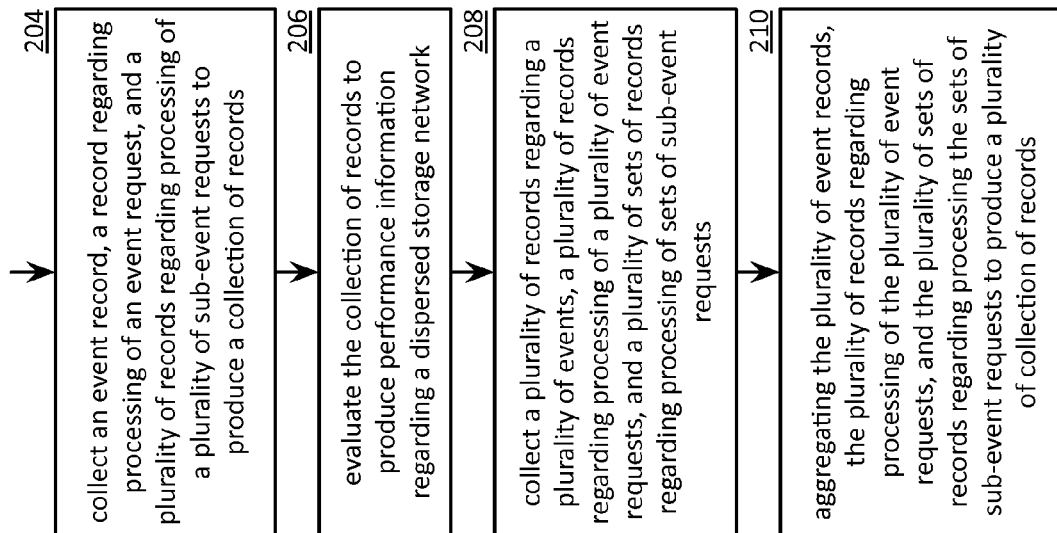 204
collect an event record, a record regarding
processing of an event request, and a
plurality of records regarding processing of
a plurality of sub-event requests to
produce a collection of records
206
evaluate the collection of records to
produce performance information
regarding a dispersed storage network
208
collect a plurality of records regarding a
plurality of events, a plurality of records
regarding processing of a plurality of event
requests, and a plurality of sets of records
regarding processing of sets of sub-event
requests
210
aggregating the plurality of event records,
the plurality of records regarding
processing of the plurality of event
requests, and the plurality of sets of
records regarding processing the sets of
sub-event requests to produce a plurality
of collection of records